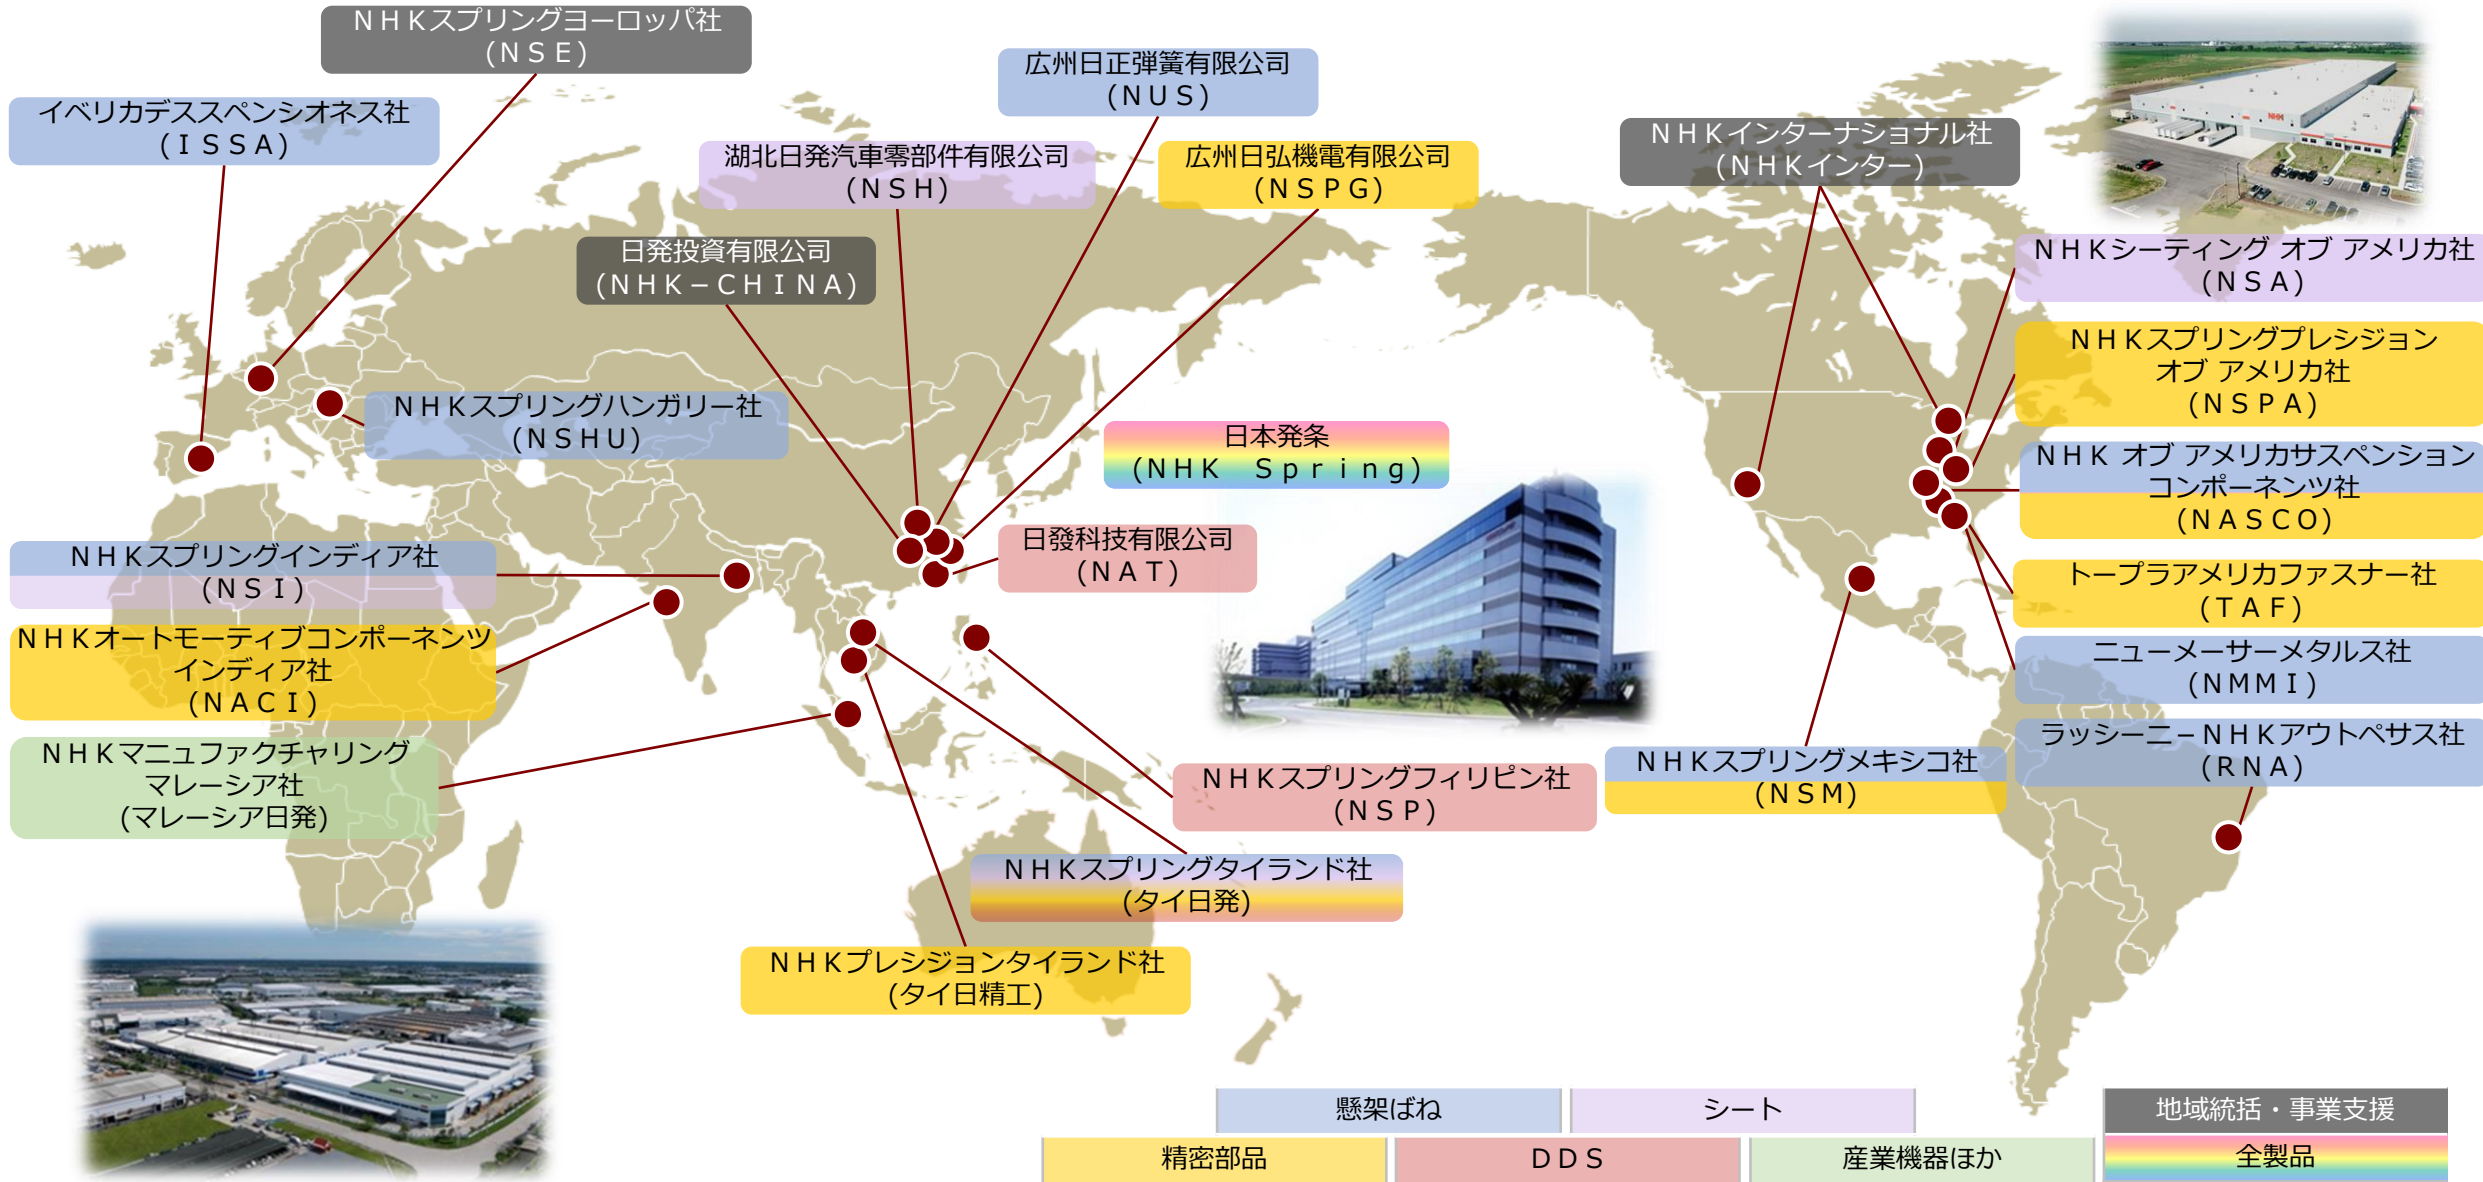 ＮＨＫスプリングヨーロッパ社
(ＮＳＥ)
イベリカデススペンシオネス社
(ＩＳＳＡ)
広州日正弾簧有限公司
(ＮＵＳ)
湖北日発汽車零部件有限公司
(ＮＳＨ)
広州日弘機電有限公司
(ＮＳＰＧ)
日発投資有限公司
(ＮＨＫ－ＣＨＩＮＡ)
ＮＨＫインターナショナル社
(ＮＨＫインター)
ＮＨＫシーティング オブ アメリカ社
(ＮＳＡ)
ＮＨＫスプリングプレシジョン
オブ アメリカ社
(ＮＳＰＡ)
ＮＨＫスプリングハンガリー社
(ＮＳＨＵ)
日本発条
(ＮＨＫ　Ｓｐｒｉｎｇ)
ＮＨＫ オブ アメリカサスペンション
コンポーネンツ社
(ＮＡＳＣＯ)
日發科技有限公司
(ＮＡＴ)
ＮＨＫスプリングインディア社
(ＮＳＩ)
トープラアメリカファスナー社
(ＴＡＦ)
ＮＨＫオートモーティブコンポーネンツ
インディア社
(ＮＡＣＩ)
ニューメーサーメタルス社
(ＮＭＭＩ)
ＮＨＫマニュファクチャリング
マレーシア社
(マレーシア日発)
ラッシーニ－ＮＨＫアウトペサス社
(ＲＮＡ)
ＮＨＫスプリングメキシコ社
(ＮＳＭ)
ＮＨＫスプリングフィリピン社
(ＮＳＰ)
ＮＨＫスプリングタイランド社
(タイ日発)
ＮＨＫプレシジョンタイランド社
(タイ日精工)
懸架ばね
シート
地域統括・事業支援
精密部品
ＤＤＳ
産業機器ほか
全製品